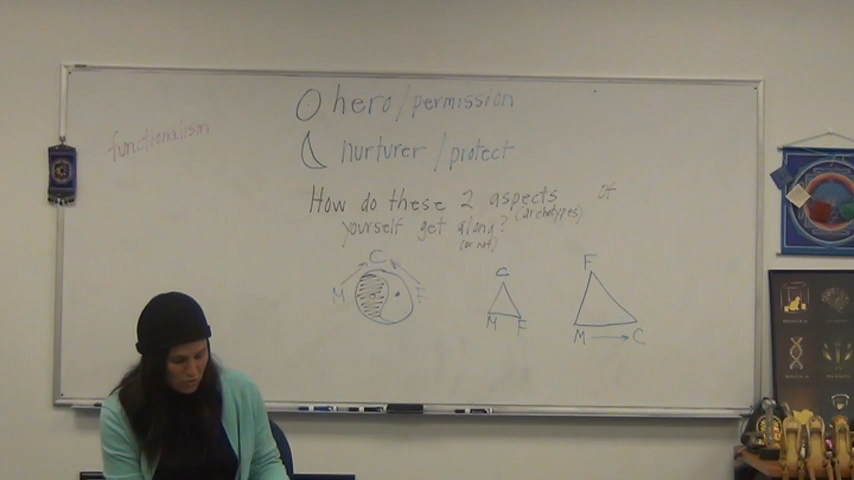 functionalism
hero/permission
nurturer/protect
How do these 2 aspects of
(archetypes)
yourself get along?
(or not)
C
M
C
M F
F
M C